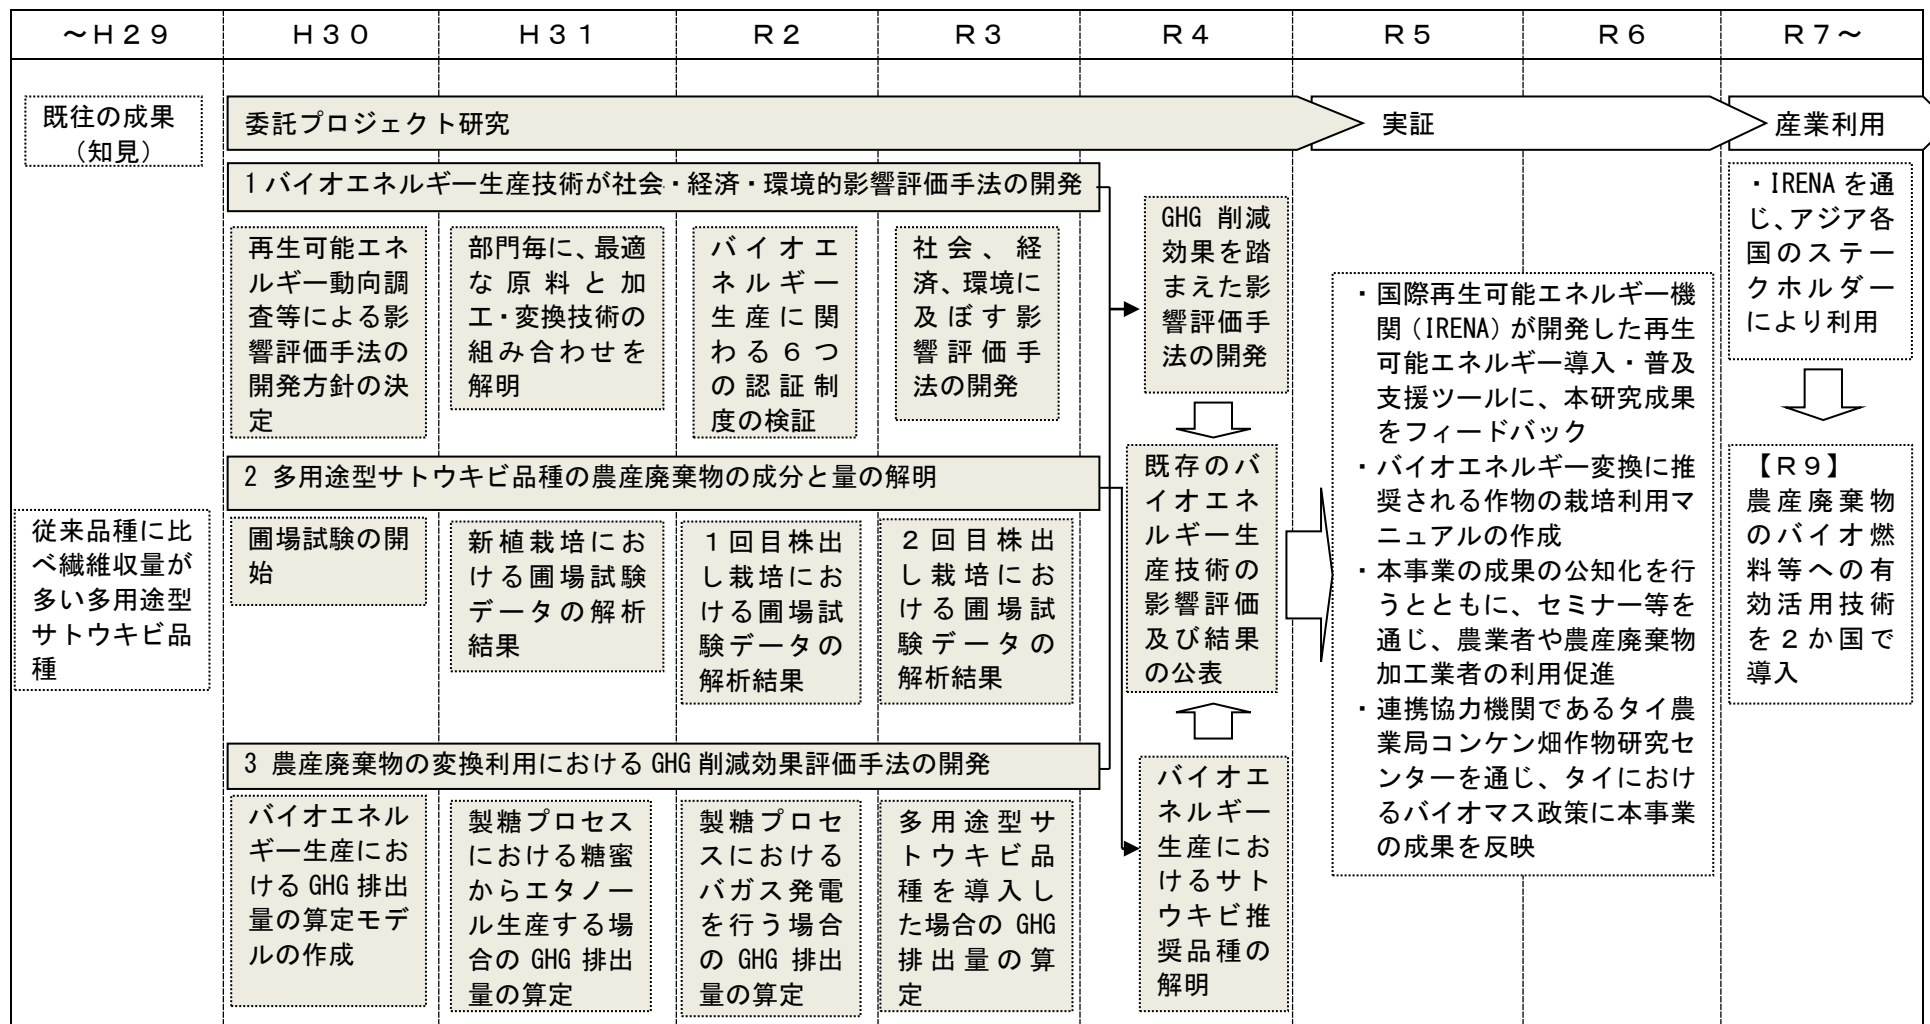 ～Ｈ２９
Ｈ３０
Ｈ３１
Ｒ２
Ｒ３
Ｒ４
Ｒ５
Ｒ６
Ｒ７～
既往の成果
（知見）
委託プロジェクト研究
実証
産業利用
1 バイオエネルギー生産技術が社会・経済・環境的影響評価手法の開発
再生可能エネ
ルギー動向調
査等による影
響評価手法の
開発方針の決
定
部門毎に、最適
な原料と加
工・変換技術の
組み合わせを
解明
バイオエ
ネルギー
生産に関
わる６つ
の認証制
度の検証
社会、経
済、環境に
及ぼす影
響評価手
法の開発
GHG 削減
効果を踏
まえた影
響評価手
法の開発
・IRENA を通
じ、アジア各
国のステー
クホルダー
により利用
従来品種に比
べ繊維収量が
多い多用途型
サトウキビ品
種
2 多用途型サトウキビ品種の農産廃棄物の成分と量の解明
圃場試験の開
始
新植栽培にお
ける圃場試験
データの解析
結果
１回目株出
し栽培にお
ける圃場試
験データの
解析結果
２回目株出
し栽培にお
ける圃場試
験データの
解析結果
既存のバ
イオエネ
ルギー生
産技術の
影響評価
及び結果
の公表
・国際再生可能エネルギー機
関（IRENA）が開発した再生
可能エネルギー導入・普及
支援ツールに、本研究成果
をフィードバック
・バイオエネルギー変換に推
奨される作物の栽培利用マ
ニュアルの作成
・本事業の成果の公知化を行
うとともに、セミナー等を
通じ、農業者や農産廃棄物
加工業者の利用促進
・連携協力機関であるタイ農
業局コンケン畑作物研究セ
ンターを通じ、タイにおけ
るバイオマス政策に本事業
の成果を反映
【Ｒ９】
農産廃棄物
のバイオ燃
料等への有
効活用技術
を２か国で
導入
3 農産廃棄物の変換利用における GHG 削減効果評価手法の開発
バイオエネル
ギー生産にお
ける GHG 排出
量の算定モデ
ルの作成
製糖プロセス
における糖蜜
からエタノー
ル生産する場
合の GHG 排出
量の算定
製糖プロセ
スにおける
バガス発電
を行う場合
の GHG 排出
量の算定
多用途型サ
トウキビ品
種を導入し
た場合の GHG
排出量の算
定
バイオエ
ネルギー
生産にお
けるサト
ウキビ推
奨品種の
解明